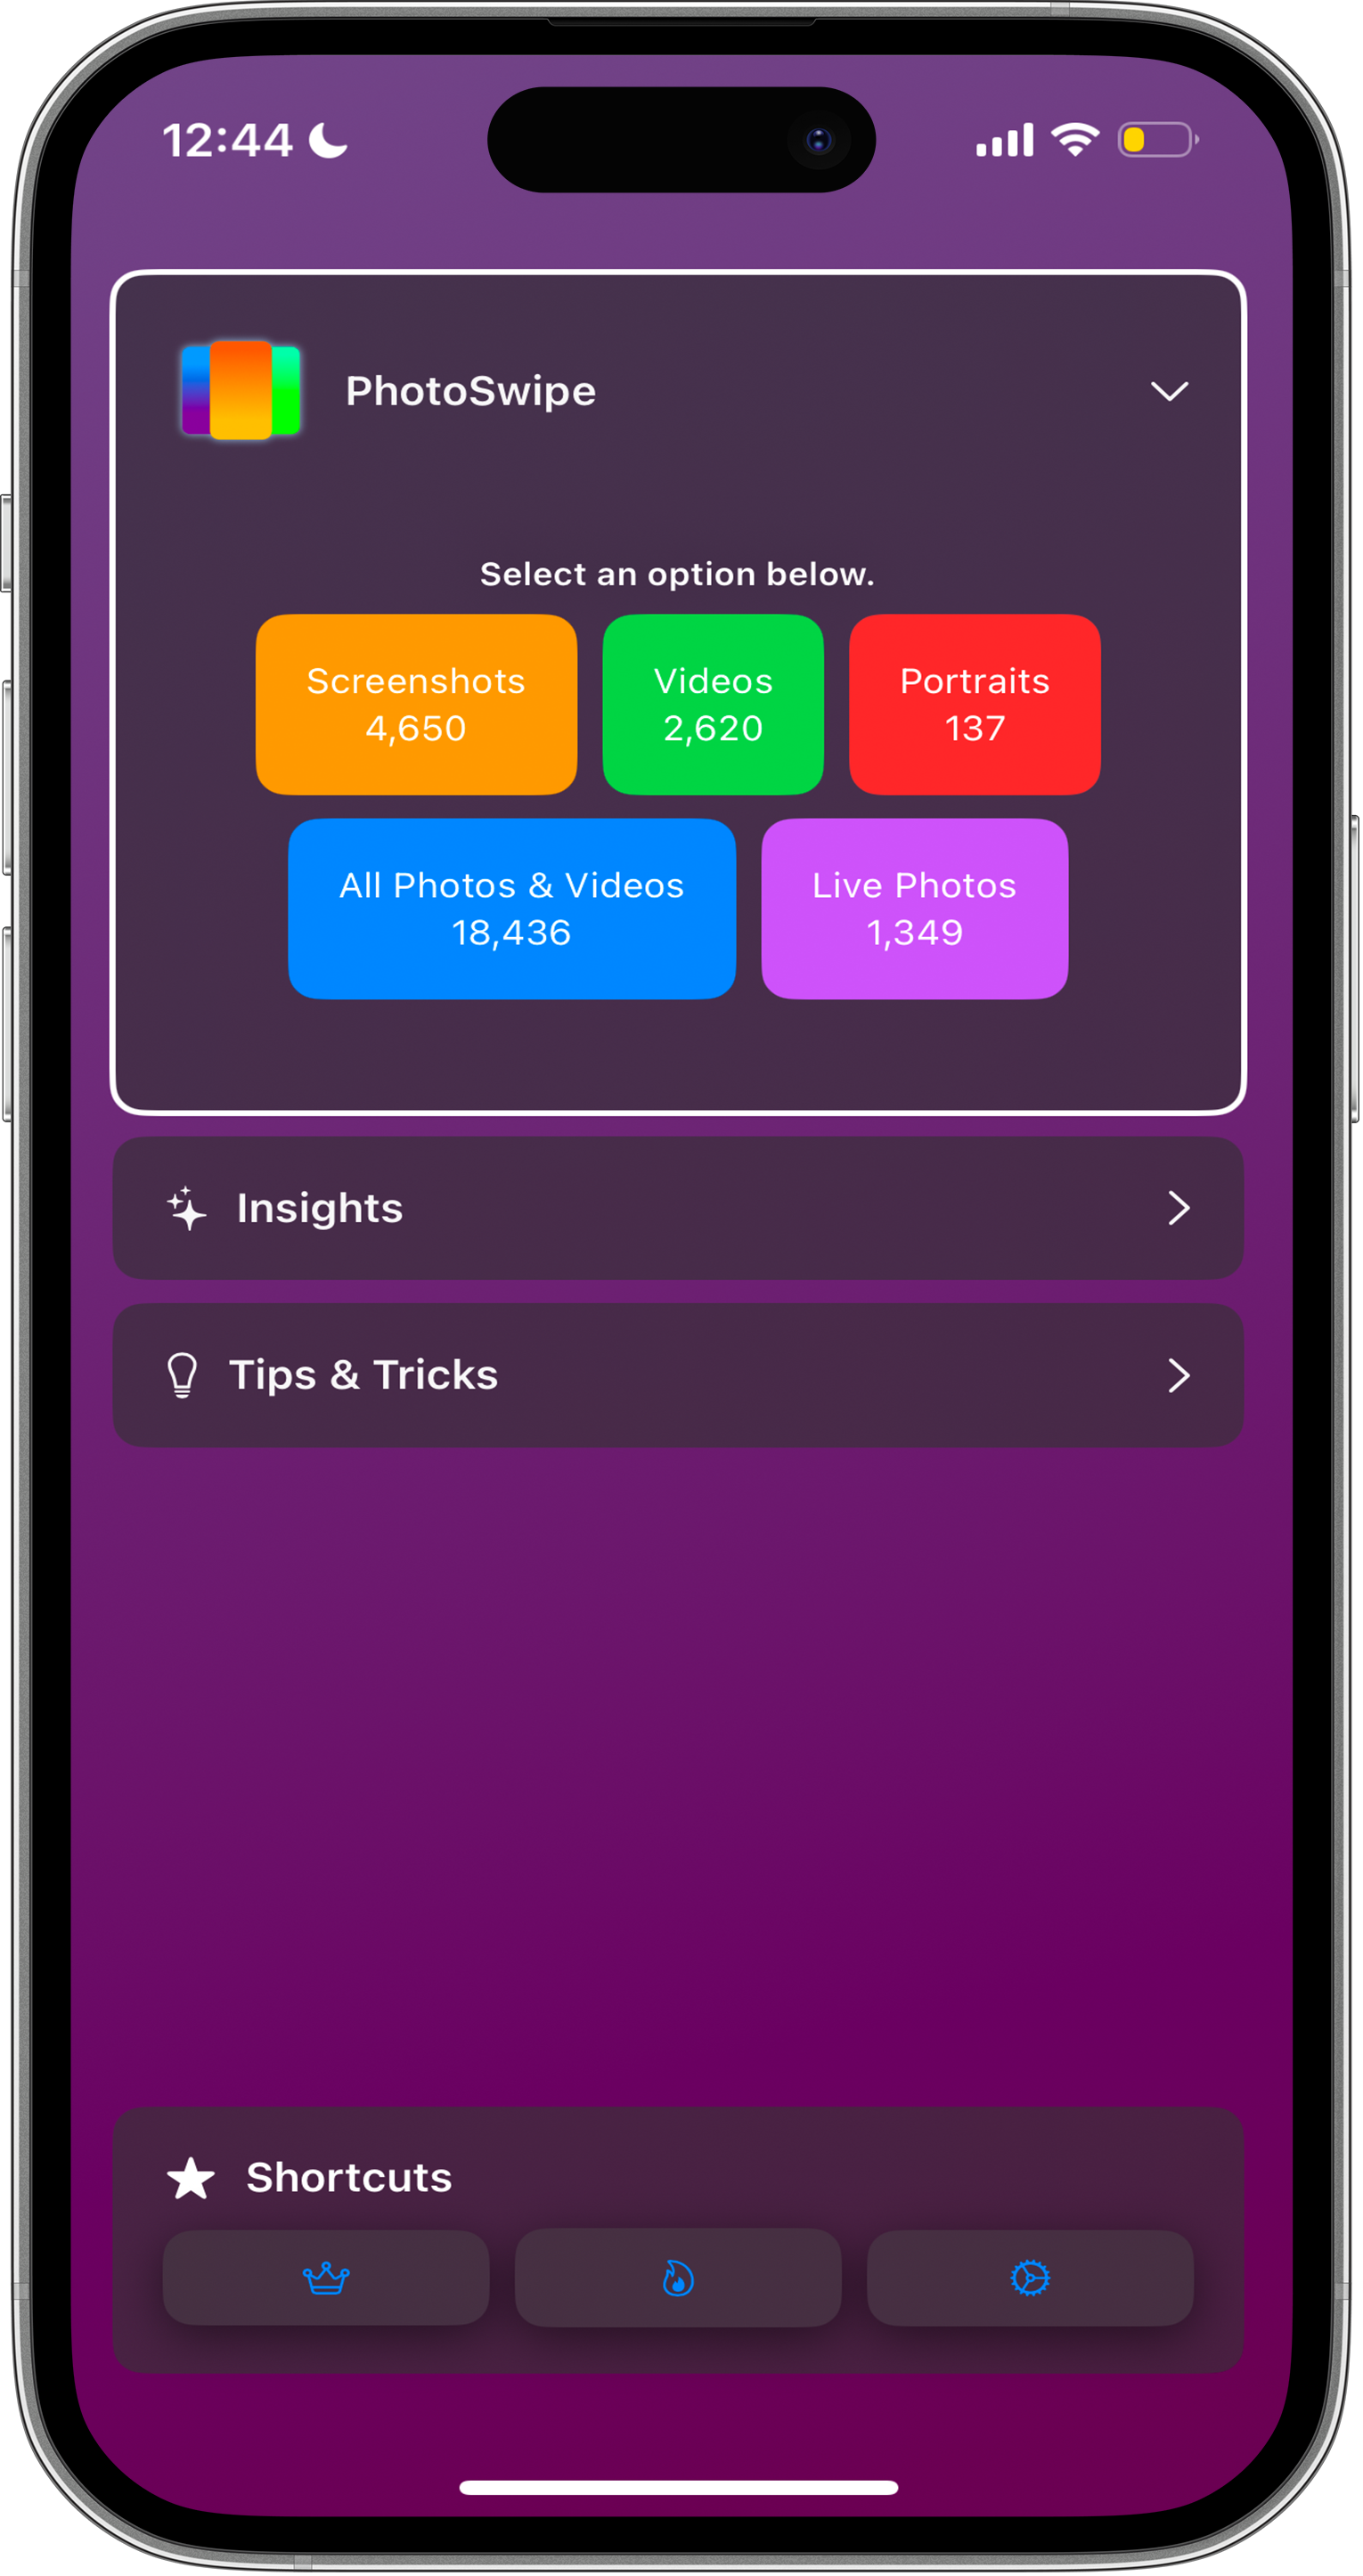 12:44
PhotoSwipe
Select an option below.
Screenshots
4,650
Videos
2,620
Portraits
137
All Photos & Videos
18,436
Live Photos
1,349
Insights
Tips & Tricks
Shortcuts